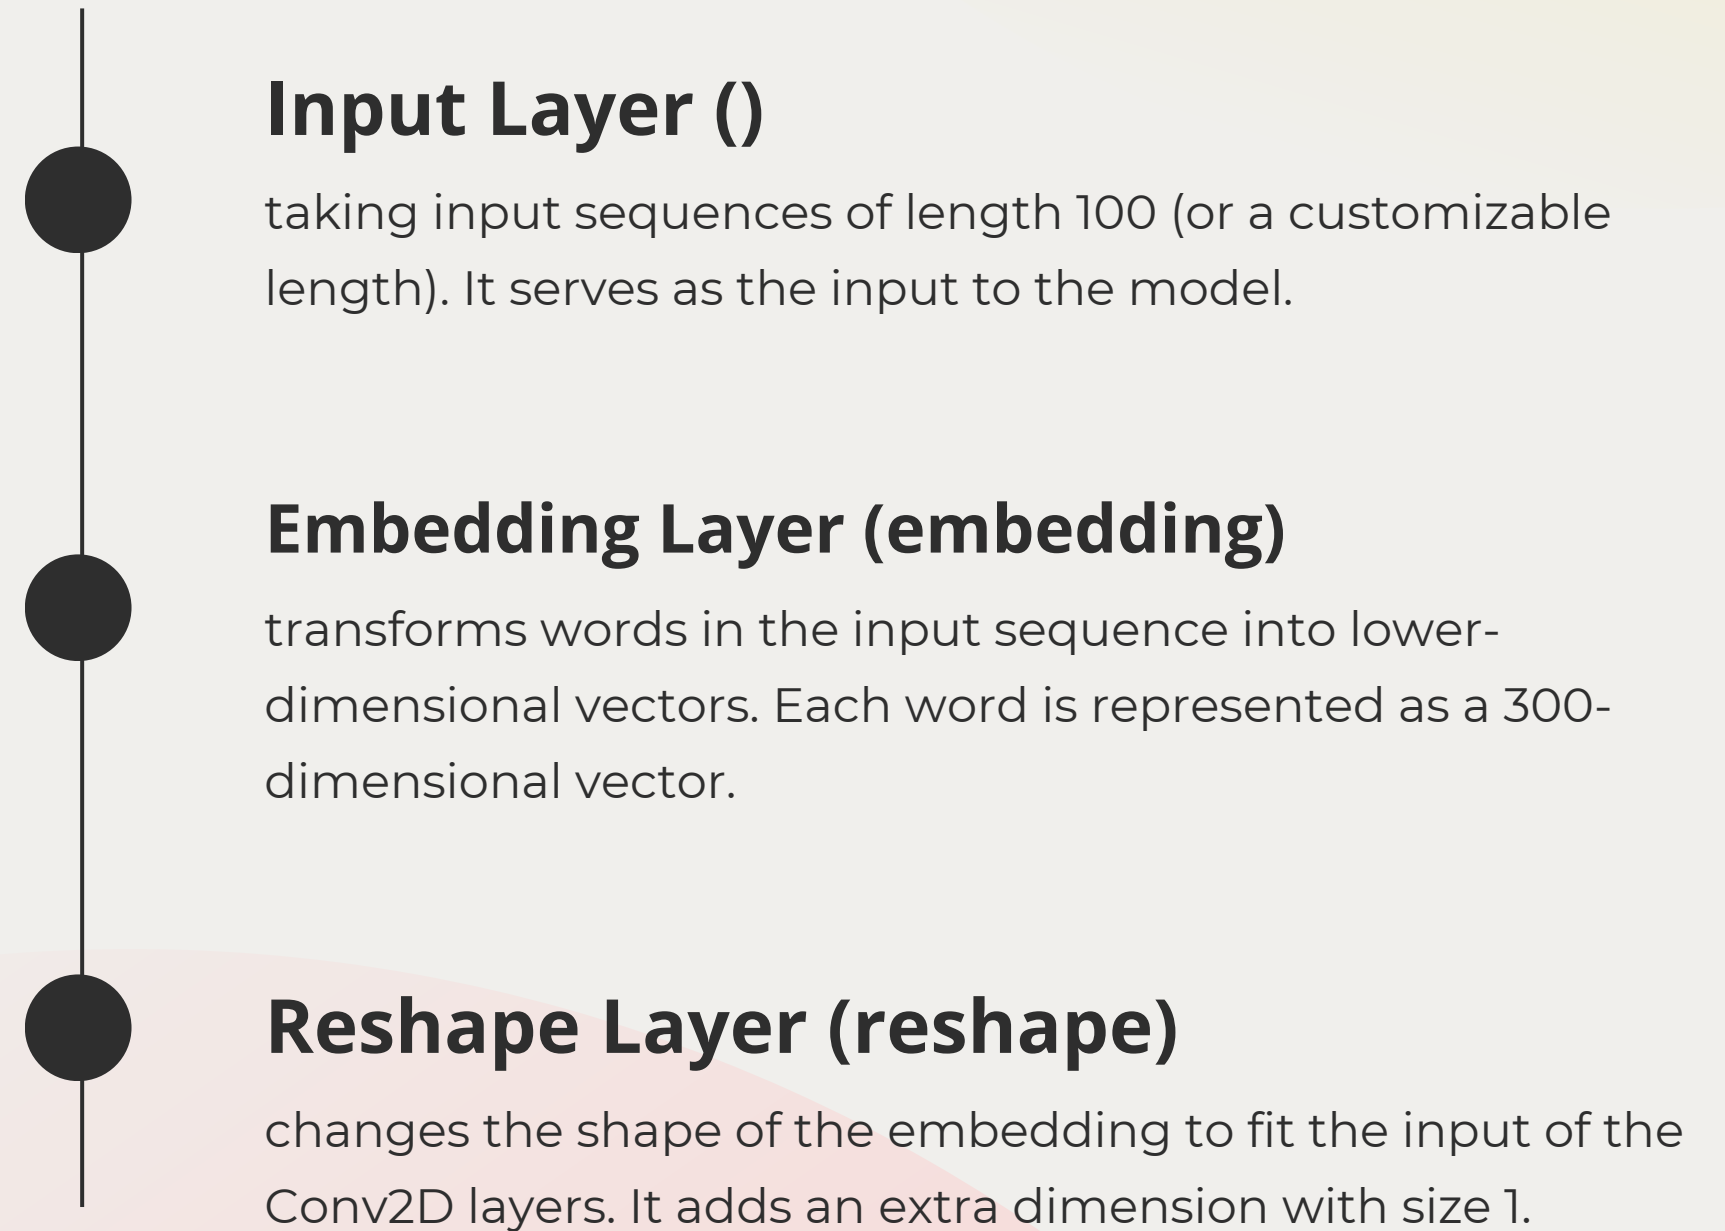 Input Layer ()
taking input sequences of length 100 (or a customizable
length). It serves as the input to the model.
Embedding Layer (embedding)
transforms words in the input sequence into lower-
dimensional vectors. Each word is represented as a 300-
dimensional vector.
Reshape Layer (reshape)
changes the shape of the embedding to fit the input of the
Conv2D layers. It adds an extra dimension with size 1.